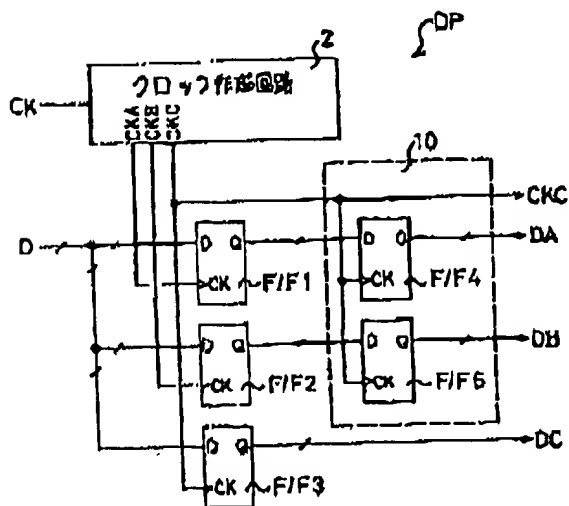 DP
2
クロック作成回路
CK
CKA
CKB
CKC
10
CKC
D
D Q
D Q
DA
CK
F/F1
CK
F/F4
D Q
D Q
DB
CK
F/F2
CK
F/F5
D Q
DC
CK
F/F3